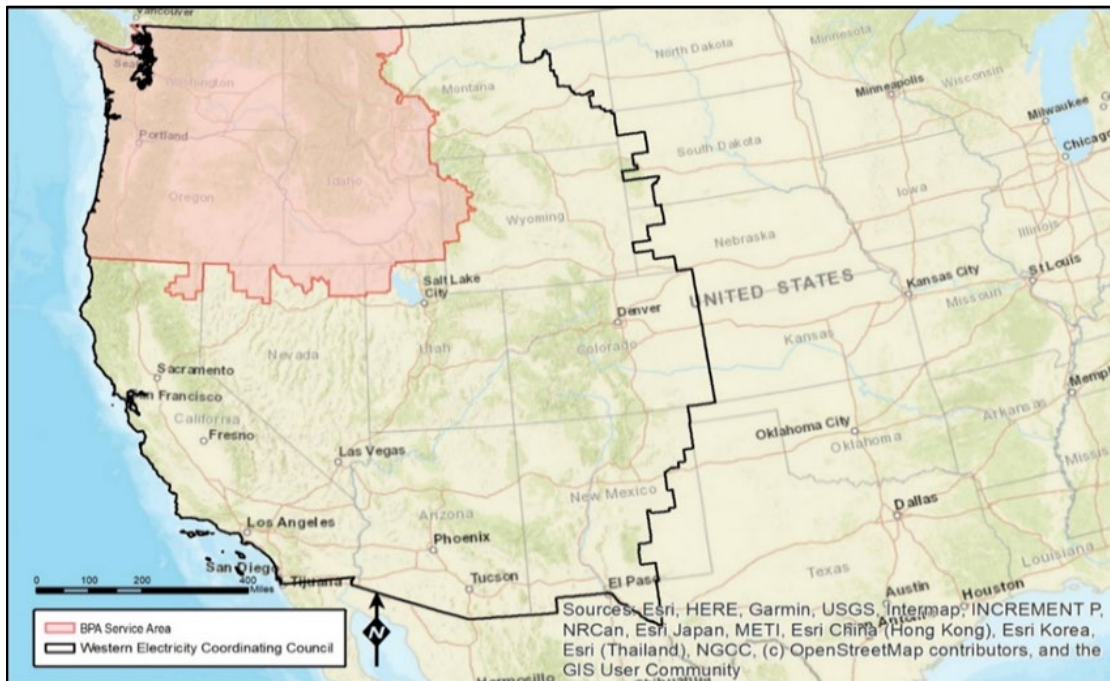 Vancouver
Washington
Portland
Oregon
Idaho
Montana
North Dakota
Minnesota
Minneapolis
Wisconsin
Milwaukee
Chicago
South Dakota
Wyoming
Iowa
Nebraska
Illinois
Salt Lake
City
UNITED STATES
Kansas City
St Louis
Denver
Nevada
Utah
Colorado
Kansas
Sacramento
San Francisco
California
Fresno
Las Vegas
Oklahoma City
Oklahoma
Arkansas
New Mexico
Los Angeles
Arizona
Phoenix
Dallas
San Diego
Tijuana
Tucson
El Paso
Texas
Louisiana
Austin
Houston
0 100 200 400
Miles
BPA Service Area
Western Electricity Coordinating Council
N
Sources: Esri, HERE, Garmin, USGS, Intermap, INCREMENT P,
NRCan, Esri Japan, METI, Esri China (Hong Kong), Esri Korea,
Esri (Thailand), NGCC, (c) OpenStreetMap contributors, and the
GIS User Community
Hermosillo